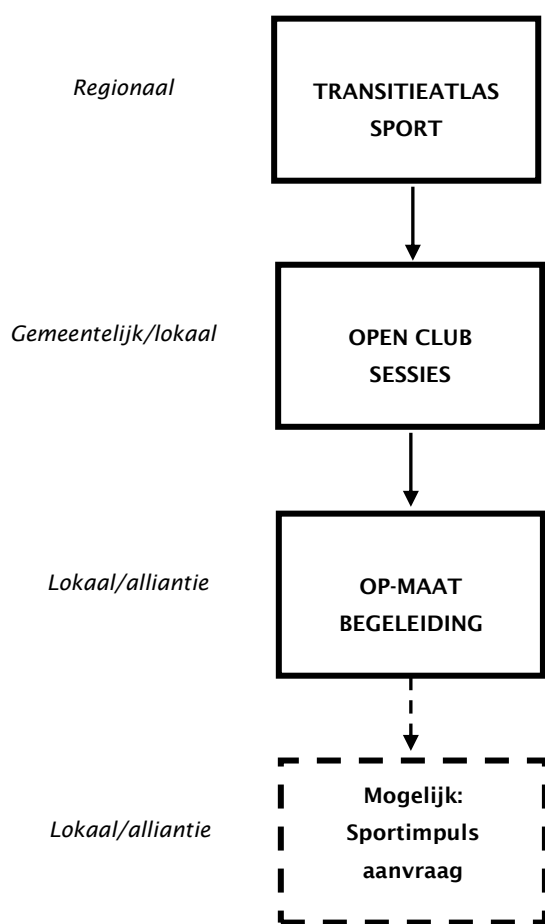 Regionaal
TRANSITIEATLAS
SPORT
Gemeentelijk/lokaal
OPEN CLUB
SESSIES
Lokaal/alliantie
OP-MAAT
BEGELEIDING
Lokaal/alliantie
Mogelijk:
Sportimpuls
aanvraag